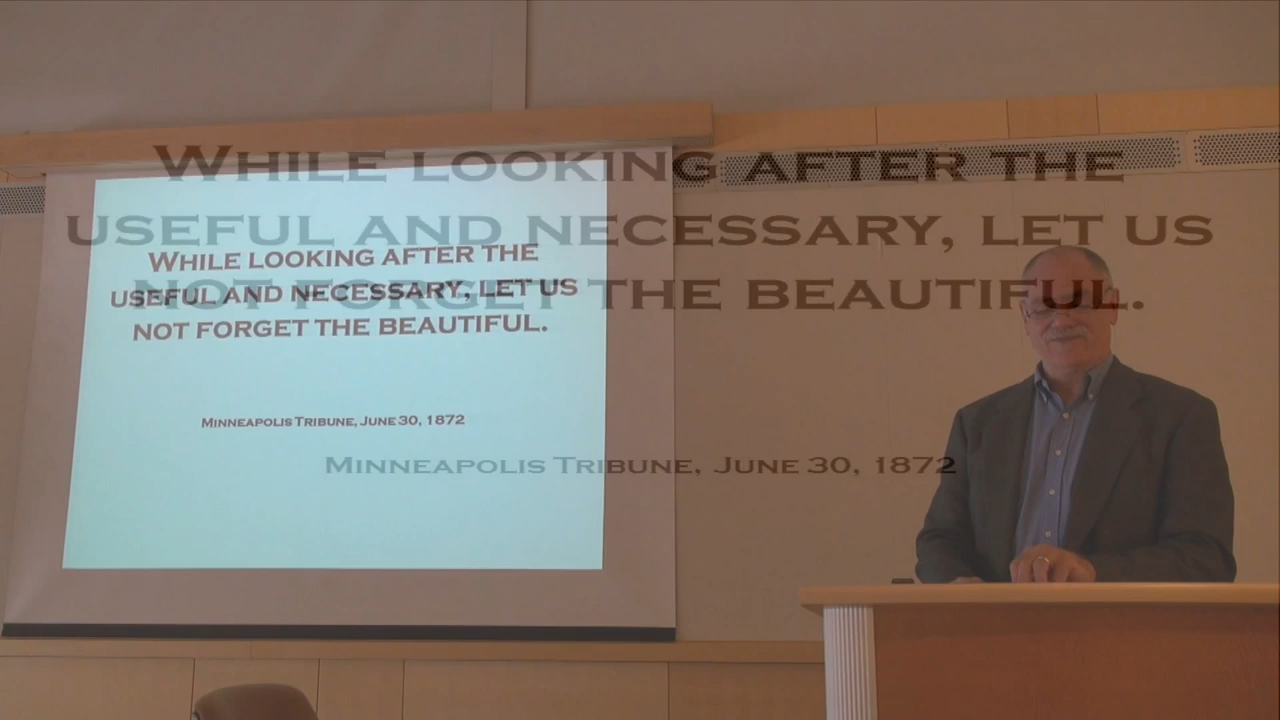 While looking after the
useful and necessary, let us
not forget the beautiful.
Minneapolis Tribune, June 30, 1872
While looking after the
useful and necessary, let us
not forget the beautiful.
Minneapolis Tribune, June 30, 1872